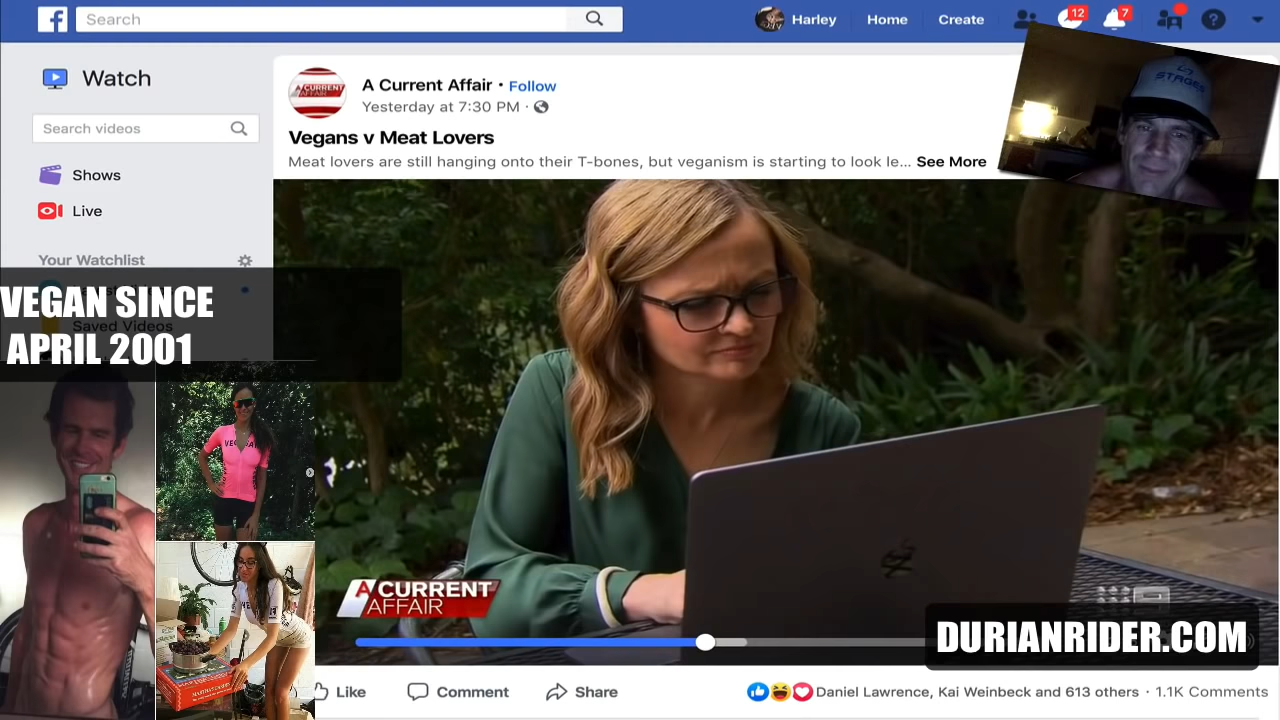 Search
Harley
Home
Create
12
7
?
Watch
A Current Affair · Follow
Yesterday at 7:30 PM ·
Search videos
Vegans v Meat Lovers
Meat lovers are still hanging onto their T-bones, but veganism is starting to look le... See More
STAGES
Shows
Live
Your Watchlist
VEGAN SINCE
Saved Videos
APRIL 2001
A CURRENT
AFFAIR
DURIANRIDER.COM
Like
Comment
Share
Daniel Lawrence, Kai Weinbeck and 613 others · 1.1K Comments